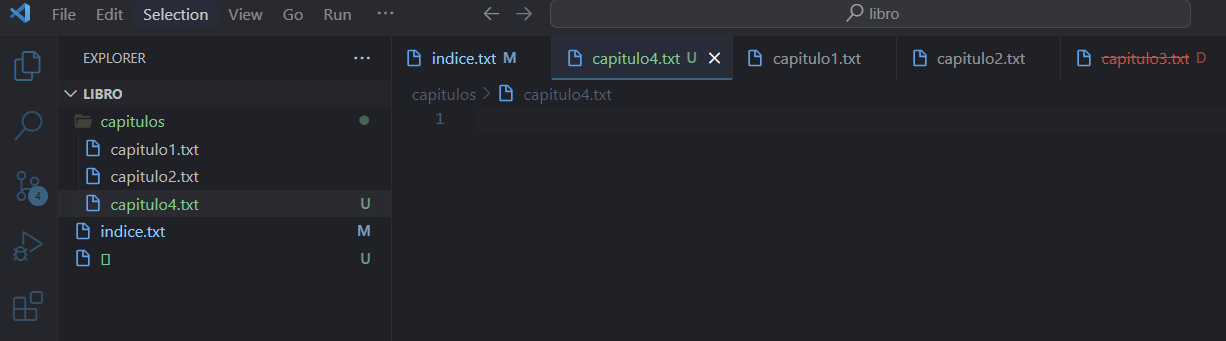 File Edit Selection View Go Run ··· libro
EXPLORER ···
indice.txt M capitulo4.txt U capitulo1.txt capitulo2.txt capitulo3.txt D
LIBRO
capitulos > capitulo4.txt
capitulos
1
capitulo1.txt
capitulo2.txt
4
capitulo4.txt U
indice.txt M
U